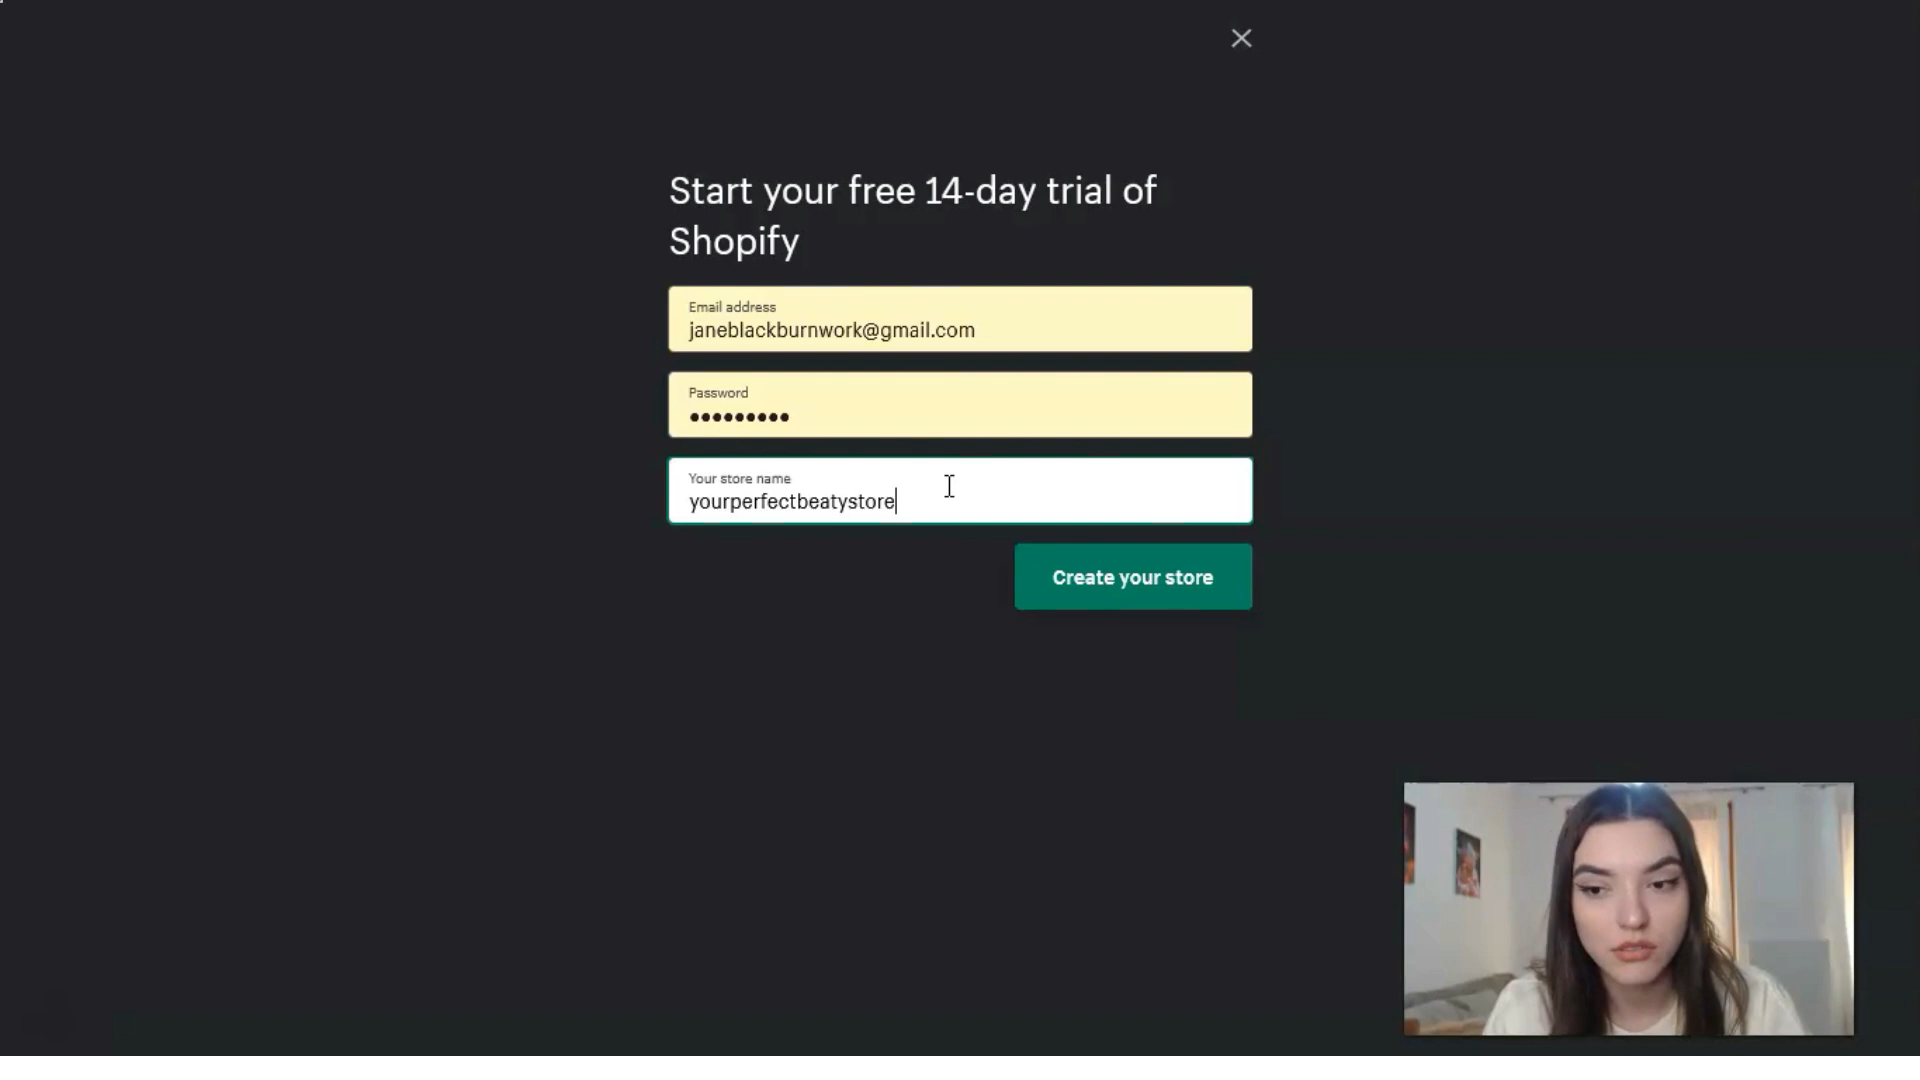 Start your free 14-day trial of
Shopify
Email address
janeblackburnwork@gmail.com
Password
•••••••••
Your store name
yourperfectbeatystore
Create your store